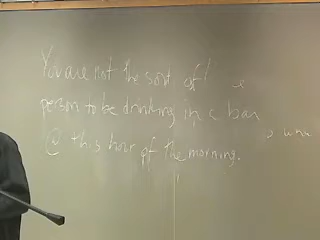 You are not the sort of
person to be drinking in a bar
@ this hour of the morning.